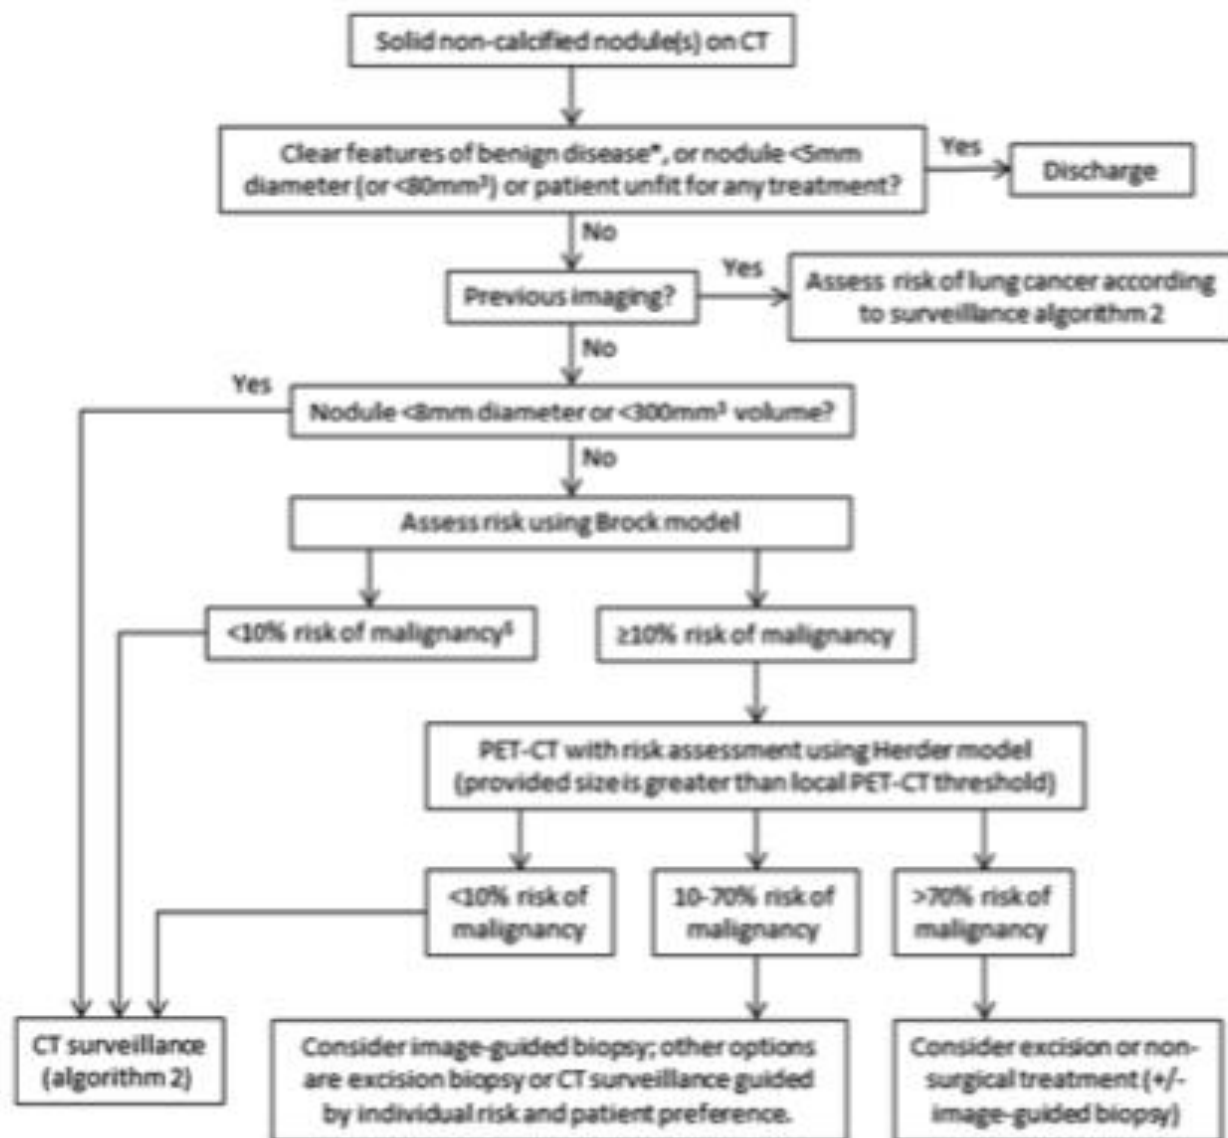 Solid non-calcified nodule(s) on CT
Clear features of benign disease*, or nodule <5mm
diameter (or <80mm³) or patient unfit for any treatment?
Yes
Discharge
No
Previous imaging?
Yes
Assess risk of lung cancer according
to surveillance algorithm 2
No
Yes
Nodule <8mm diameter or <300mm³ volume?
No
Assess risk using Brock model
<10% risk of malignancy⁵
≥10% risk of malignancy
PET-CT with risk assessment using Herder model
(provided size is greater than local PET-CT threshold)
<10% risk of
malignancy
10-70% risk of
malignancy
>70% risk of
malignancy
CT surveillance
(algorithm 2)
Consider image-guided biopsy; other options
are excision biopsy or CT surveillance guided
by individual risk and patient preference.
Consider excision or non-
surgical treatment (+/-
image-guided biopsy)